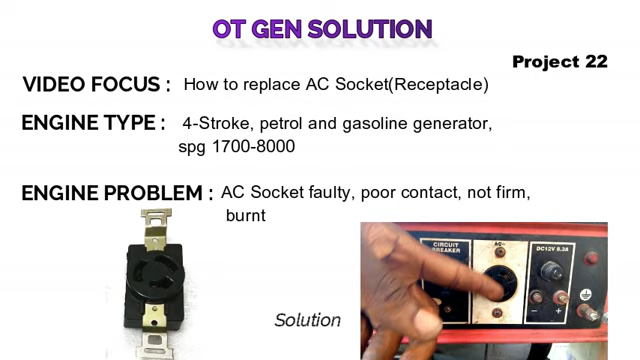 OT GEN SOLUTION
Project 22
VIDEO FOCUS : How to replace AC Socket(Receptacle)
ENGINE TYPE : 4-Stroke, petrol and gasoline generator,
spg 1700-8000
ENGINE PROBLEM : AC Socket faulty, poor contact, not firm,
burnt
Solution
CIRCUIT
BREAKER
AC~
DC12V 8.3A
− +